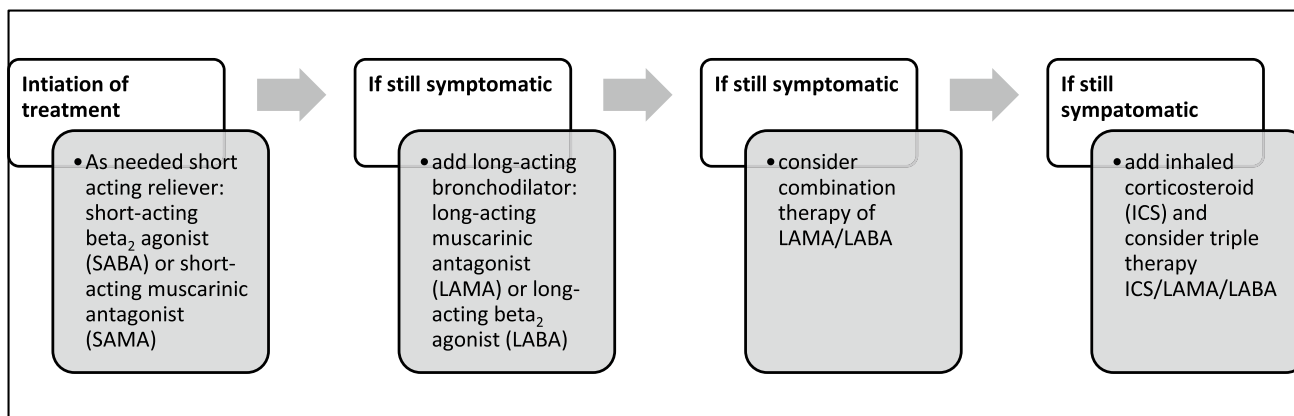 Intiation of
treatment
• As needed short
acting reliever:
short-acting
beta₂ agonist
(SABA) or short-
acting muscarinic
antagonist
(SAMA)
If still symptomatic
• add long-acting
bronchodilator:
long-acting
muscarinic
antagonist
(LAMA) or long-
acting beta₂
agonist (LABA)
If still symptomatic
• consider
combination
therapy of
LAMA/LABA
If still
sympatomatic
• add inhaled
corticosteroid
(ICS) and
consider triple
therapy
ICS/LAMA/LABA